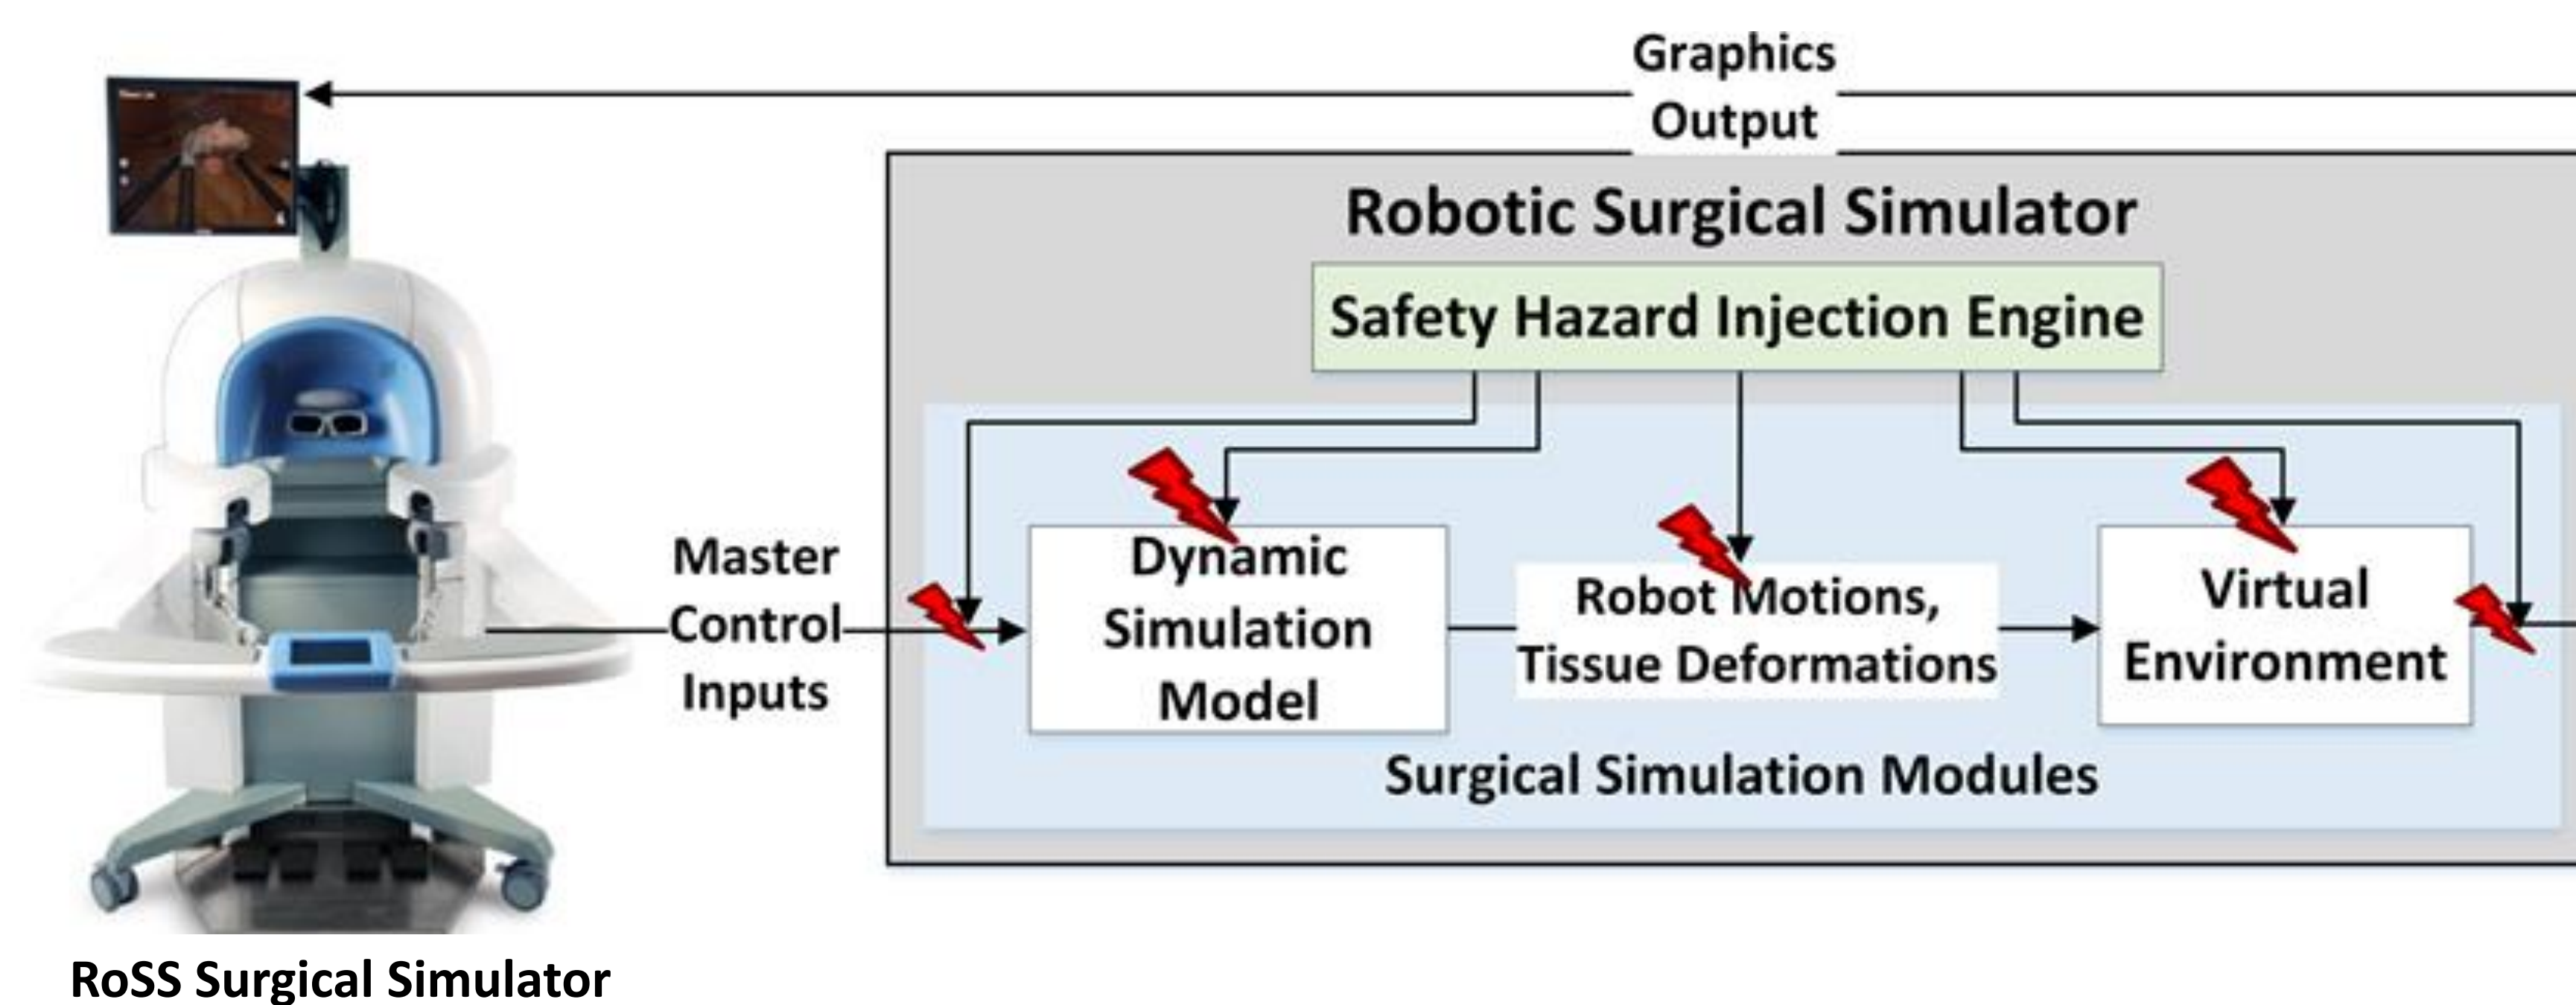 Graphics
Output
Robotic Surgical Simulator
Safety Hazard Injection Engine
Master
Control
Inputs
Dynamic
Simulation
Model
Robot Motions,
Tissue Deformations
Virtual
Environment
Surgical Simulation Modules
RoSS Surgical Simulator